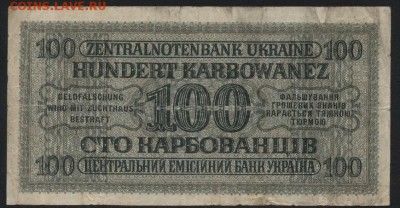 COINS.LAVE.RU
100 ZENTRALNOTENBANK UKRAINE 100
HUNDERT KARBOWANEZ
GELDFÄLSCHUNG
WIRD MIT ZUCHTHAUS
BESTRAFT
100
ФАЛЬШУВАННЯ
ГРОШЕВИХ ЗНАКІВ
КАРАЄТЬСЯ ТЯЖКОЮ
ТЮРМОЮ
СТО КАРБОВАНЦІВ
100 ЦЕНТРАЛЬНИЙ ЕМІСІЙНИЙ БАНК УКРАЇНА 100